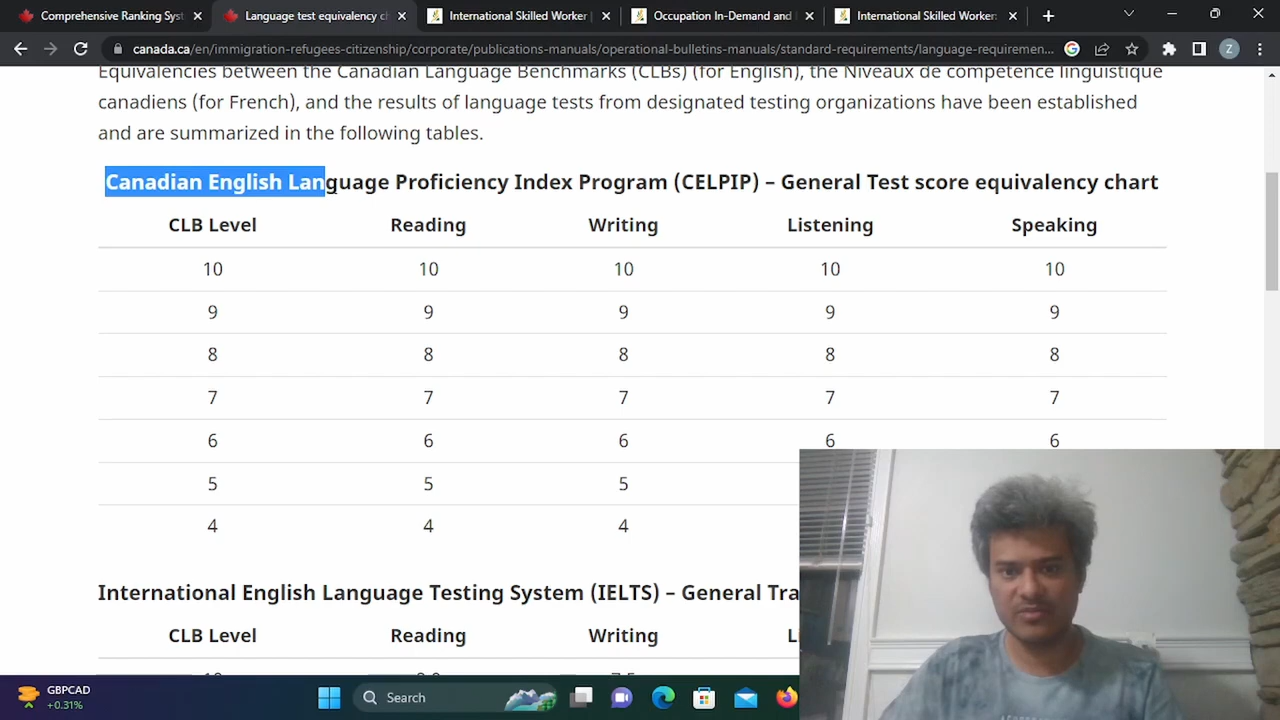 Comprehensive Ranking Syst
Language test equivalency ch
International Skilled Worker |
Occupation In-Demand and
International Skilled Worker:
canada.ca/en/immigration-refugees-citizenship/corporate/publications-manuals/operational-bulletins-manuals/standard-requirements/language-requiremen...
Z
Equivalencies between the Canadian Language Benchmarks (CLBs) (for English), the Niveaux de compétence linguistique
canadiens (for French), and the results of language tests from designated testing organizations have been established
and are summarized in the following tables.
Canadian English Language Proficiency Index Program (CELPIP) – General Test score equivalency chart
CLB Level Reading Writing Listening Speaking
10 10 10 10 10
9 9 9 9 9
8 8 8 8 8
7 7 7 7 7
6 6 6 6 6
5 5 5
4 4 4
International English Language Testing System (IELTS) – General Tra
CLB Level Reading Writing Li
GBPCAD
+0.31%
Search